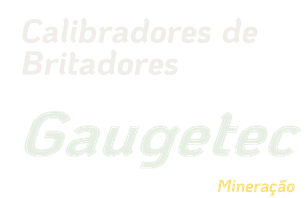 Calibradores de
Britadores
Gaugetec
Mineração